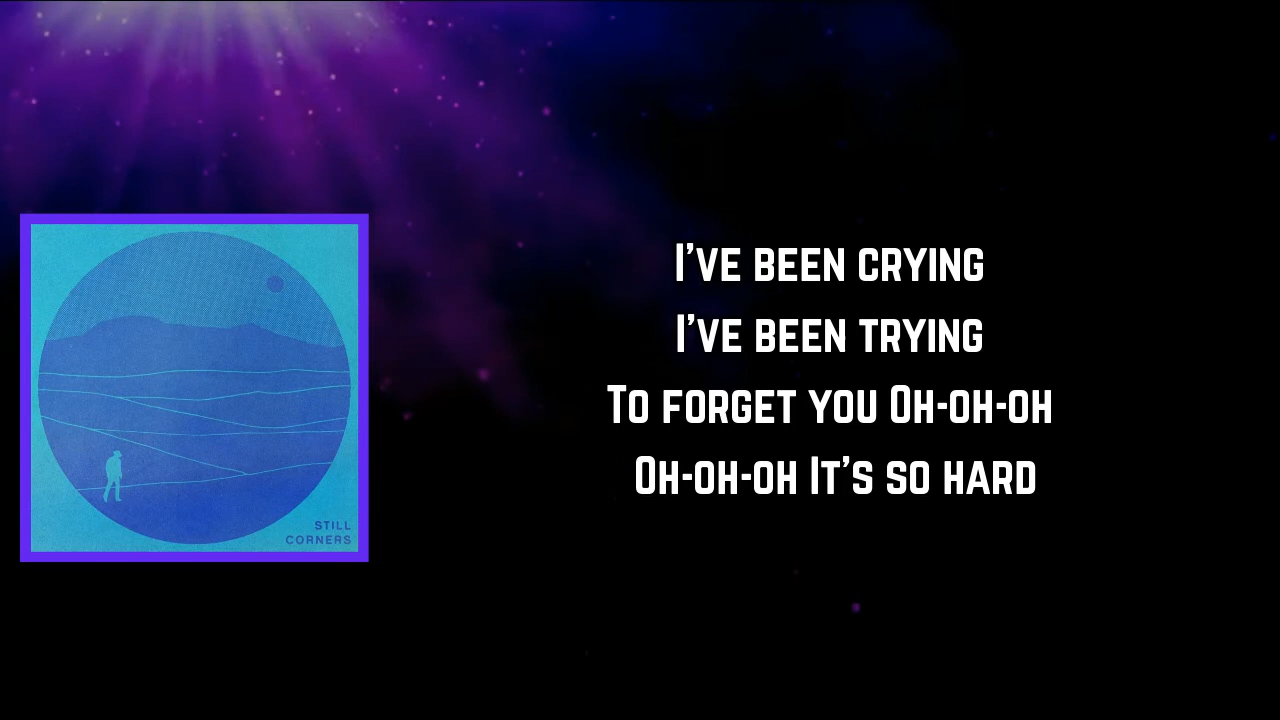 I'VE BEEN CRYING
I'VE BEEN TRYING
TO FORGET YOU OH-OH-OH
OH-OH-OH IT'S SO HARD
STILL
CORNERS